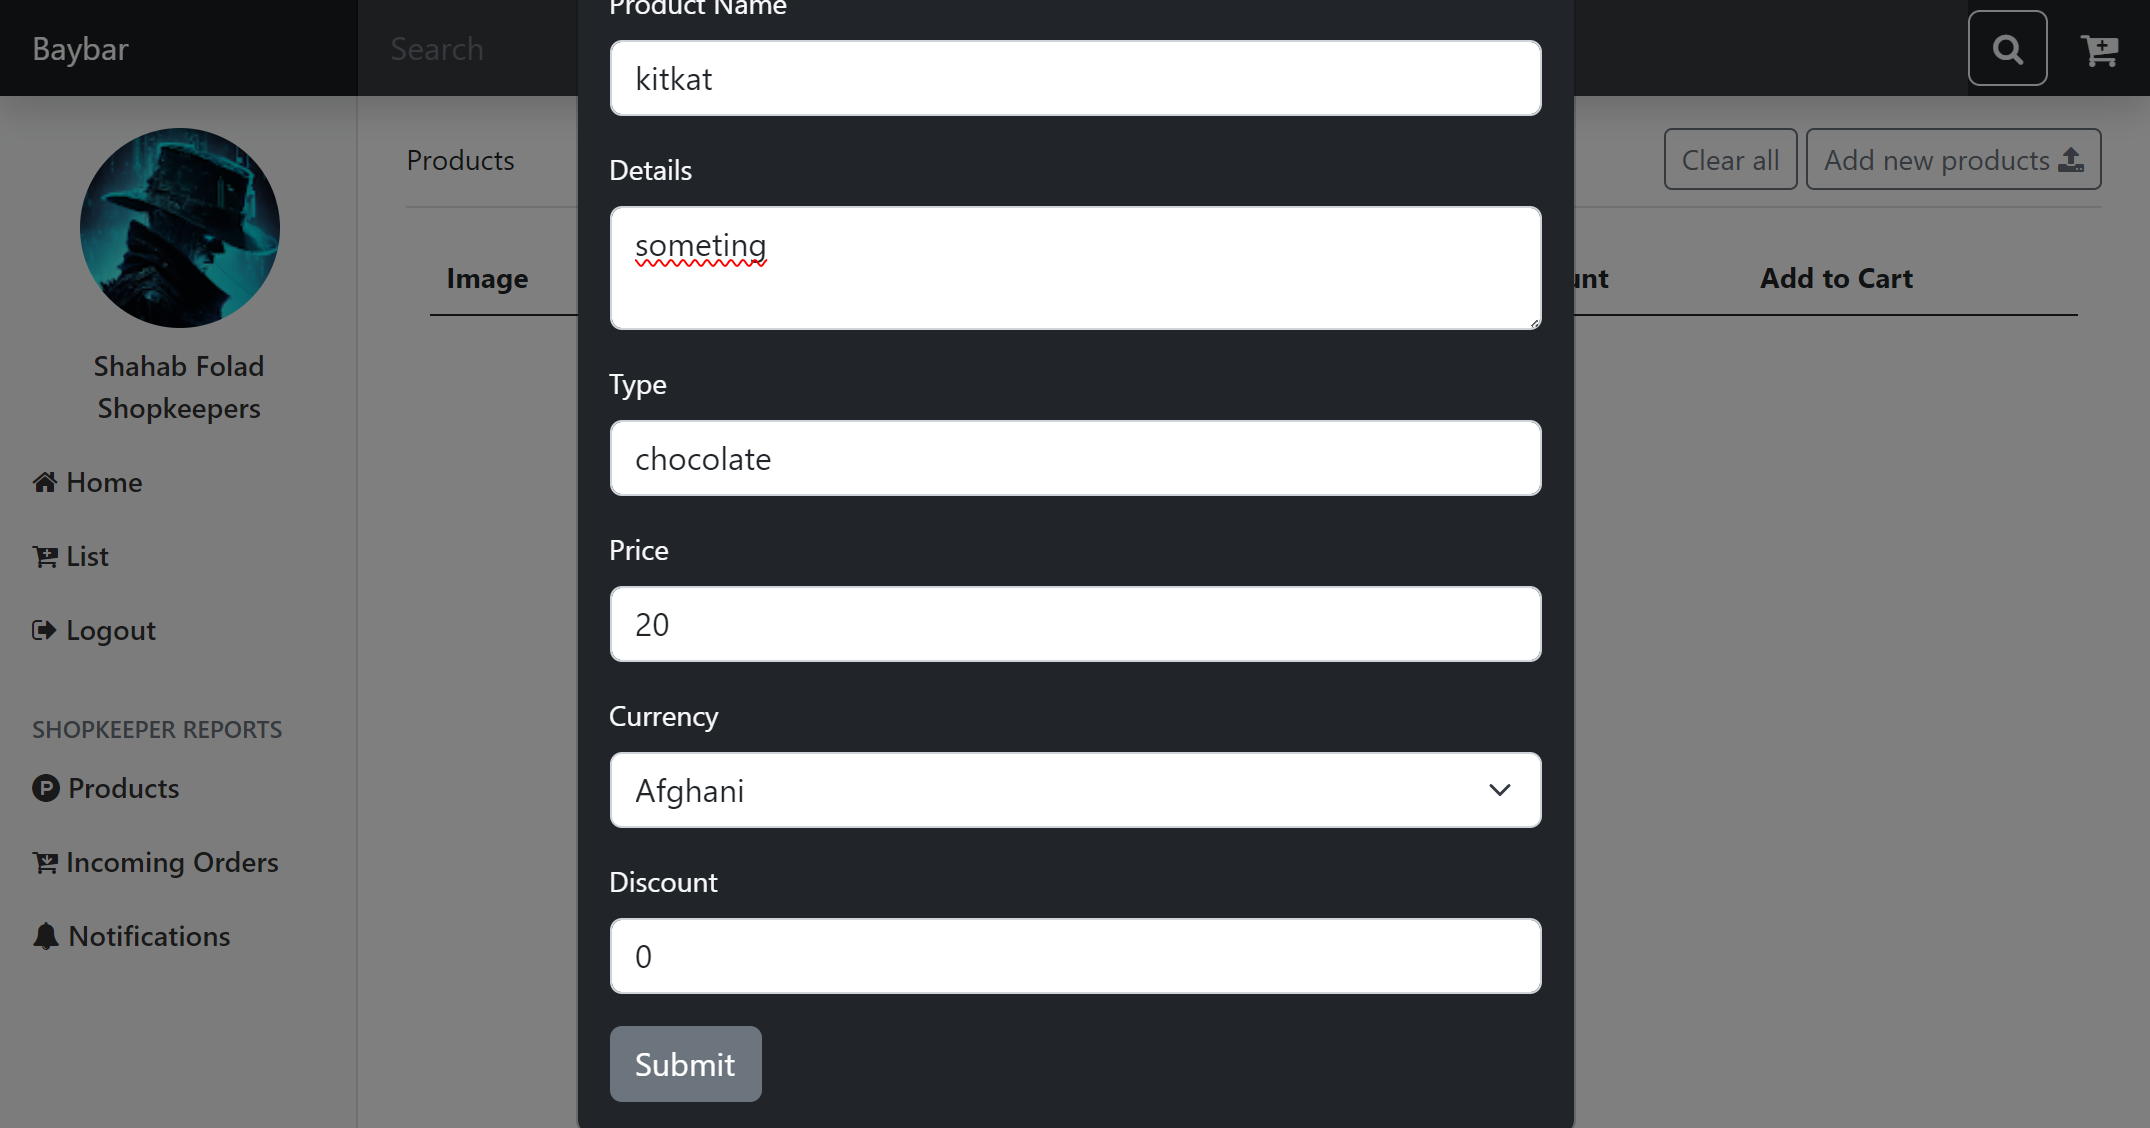 Baybar
Search
Products
Clear all
Add new products
Image
Add to Cart
Shahab Folad
Shopkeepers
Home
List
Logout
SHOPKEEPER REPORTS
Products
Incoming Orders
Notifications
Product Name
kitkat
Details
someting
Type
chocolate
Price
20
Currency
Afghani
Discount
0
Submit